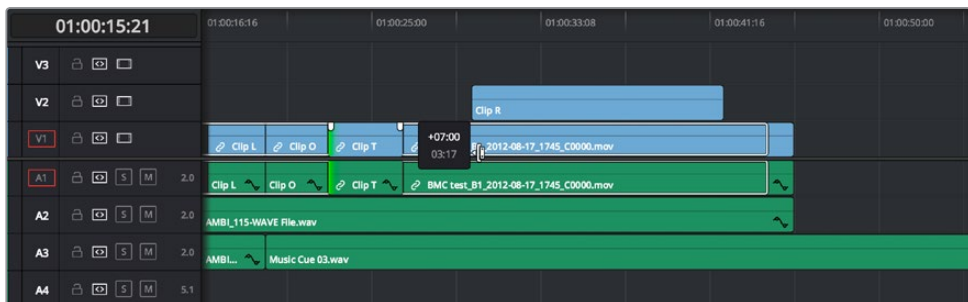 01:00:15:21
01:00:16:16 01:00:25:00 01:00:33:08 01:00:41:16 01:00:50:00
V3
V2
Clip R
V1 Clip L Clip O Clip T B1_2012-08-17_1745_C0000.mov
+07:00
03:17
A1 S M 2.0 Clip L Clip O Clip T BMC test_B1_2012-08-17_1745_C0000.mov
A2 S M 2.0 AMBI_115-WAVE File.wav
A3 S M 2.0 AMBI... Music Cue 03.wav
A4 S M 5.1